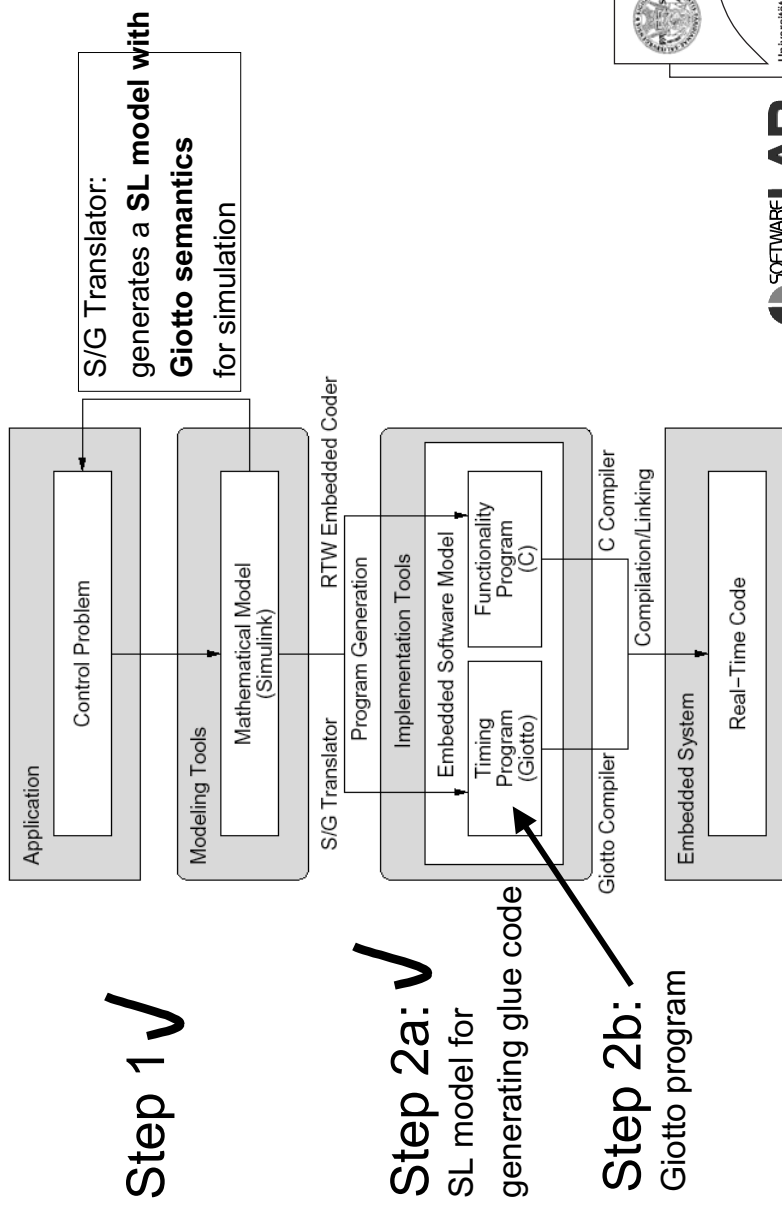 Step 1
Step 2a:
SL model for
generating glue code
Step 2b:
Giotto program
Application
Control Problem
Modeling Tools
Mathematical Model
(Simulink)
S/G Translator
RTW Embedded Coder
Program Generation
Implementation Tools
Embedded Software Model
Timing
Program
(Giotto)
Functionality
Program
(C)
Giotto Compiler
C Compiler
Compilation/Linking
Embedded System
Real-Time Code
S/G Translator:
generates a SL model with
Giotto semantics
for simulation
SOFTWARE
LAB